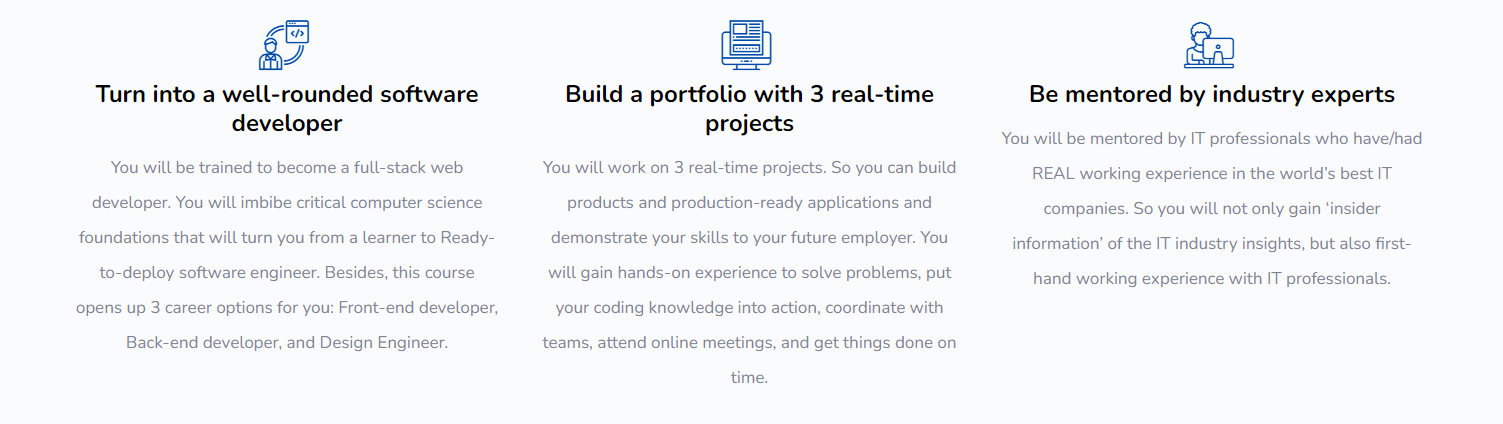 Turn into a well-rounded software
developer
You will be trained to become a full-stack web
developer. You will imbibe critical computer science
foundations that will turn you from a learner to Ready-
to-deploy software engineer. Besides, this course
opens up 3 career options for you: Front-end developer,
Back-end developer, and Design Engineer.
Build a portfolio with 3 real-time
projects
You will work on 3 real-time projects. So you can build
products and production-ready applications and
demonstrate your skills to your future employer. You
will gain hands-on experience to solve problems, put
your coding knowledge into action, coordinate with
teams, attend online meetings, and get things done on
time.
Be mentored by industry experts
You will be mentored by IT professionals who have/had
REAL working experience in the world’s best IT
companies. So you will not only gain ‘insider
information’ of the IT industry insights, but also first-
hand working experience with IT professionals.